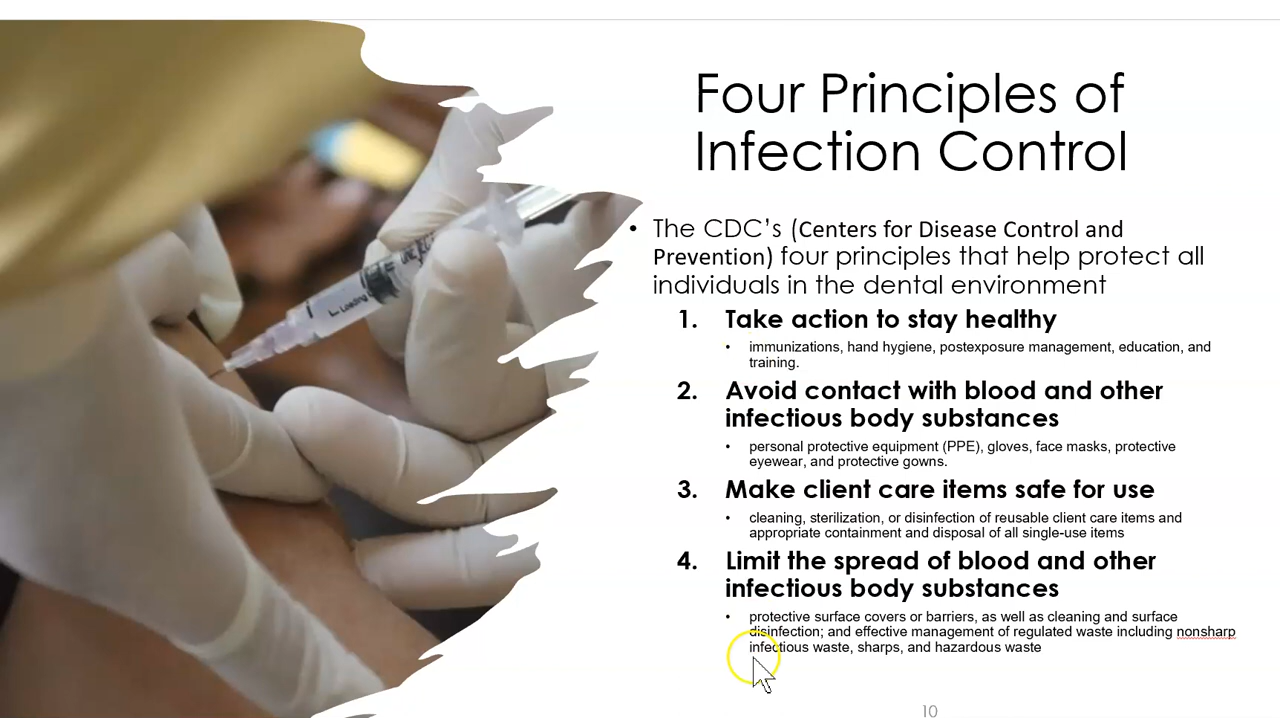 Four Principles of
Infection Control
• The CDC’s (Centers for Disease Control and
Prevention) four principles that help protect all
individuals in the dental environment
1. Take action to stay healthy
• immunizations, hand hygiene, postexposure management, education, and
training.
2. Avoid contact with blood and other
infectious body substances
• personal protective equipment (PPE), gloves, face masks, protective
eyewear, and protective gowns.
3. Make client care items safe for use
• cleaning, sterilization, or disinfection of reusable client care items and
appropriate containment and disposal of all single-use items
4. Limit the spread of blood and other
infectious body substances
• protective surface covers or barriers, as well as cleaning and surface
disinfection; and effective management of regulated waste including nonsharp
infectious waste, sharps, and hazardous waste
10